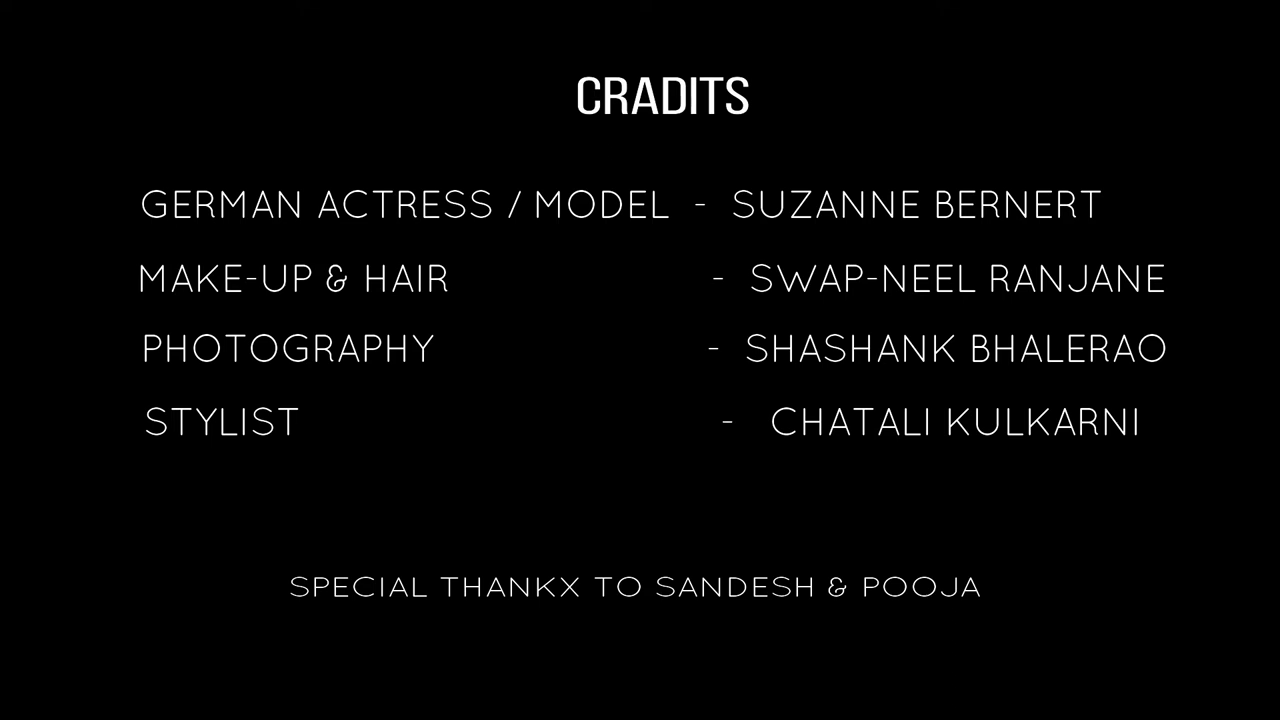 CRADITS
GERMAN ACTRESS / MODEL - SUZANNE BERNERT
MAKE-UP & HAIR - SWAP-NEEL RANJANE
PHOTOGRAPHY - SHASHANK BHALERAO
STYLIST - CHATALI KULKARNI
SPECIAL THANKX TO SANDESH & POOJA